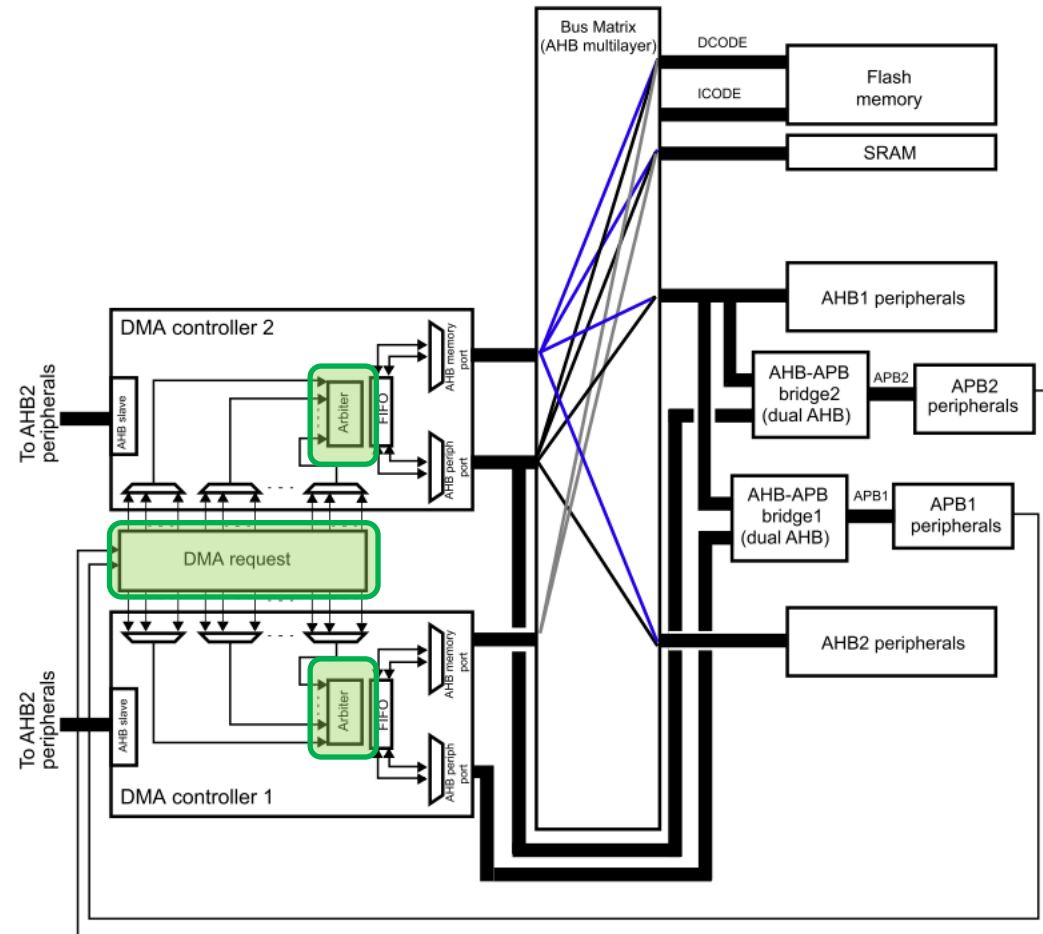 Bus Matrix
(AHB multilayer)
DCODE
ICODE
Flash
memory
SRAM
AHB1 peripherals
AHB-APB
bridge2
(dual AHB)
APB2
APB2
peripherals
AHB-APB
bridge1
(dual AHB)
APB1
APB1
peripherals
AHB2 peripherals
DMA controller 2
To AHB2
peripherals
AHB slave
Arbiter
FIFO
AHB memory
port
AHB periph
port
DMA request
To AHB2
peripherals
AHB slave
Arbiter
FIFO
AHB memory
port
AHB periph
port
DMA controller 1